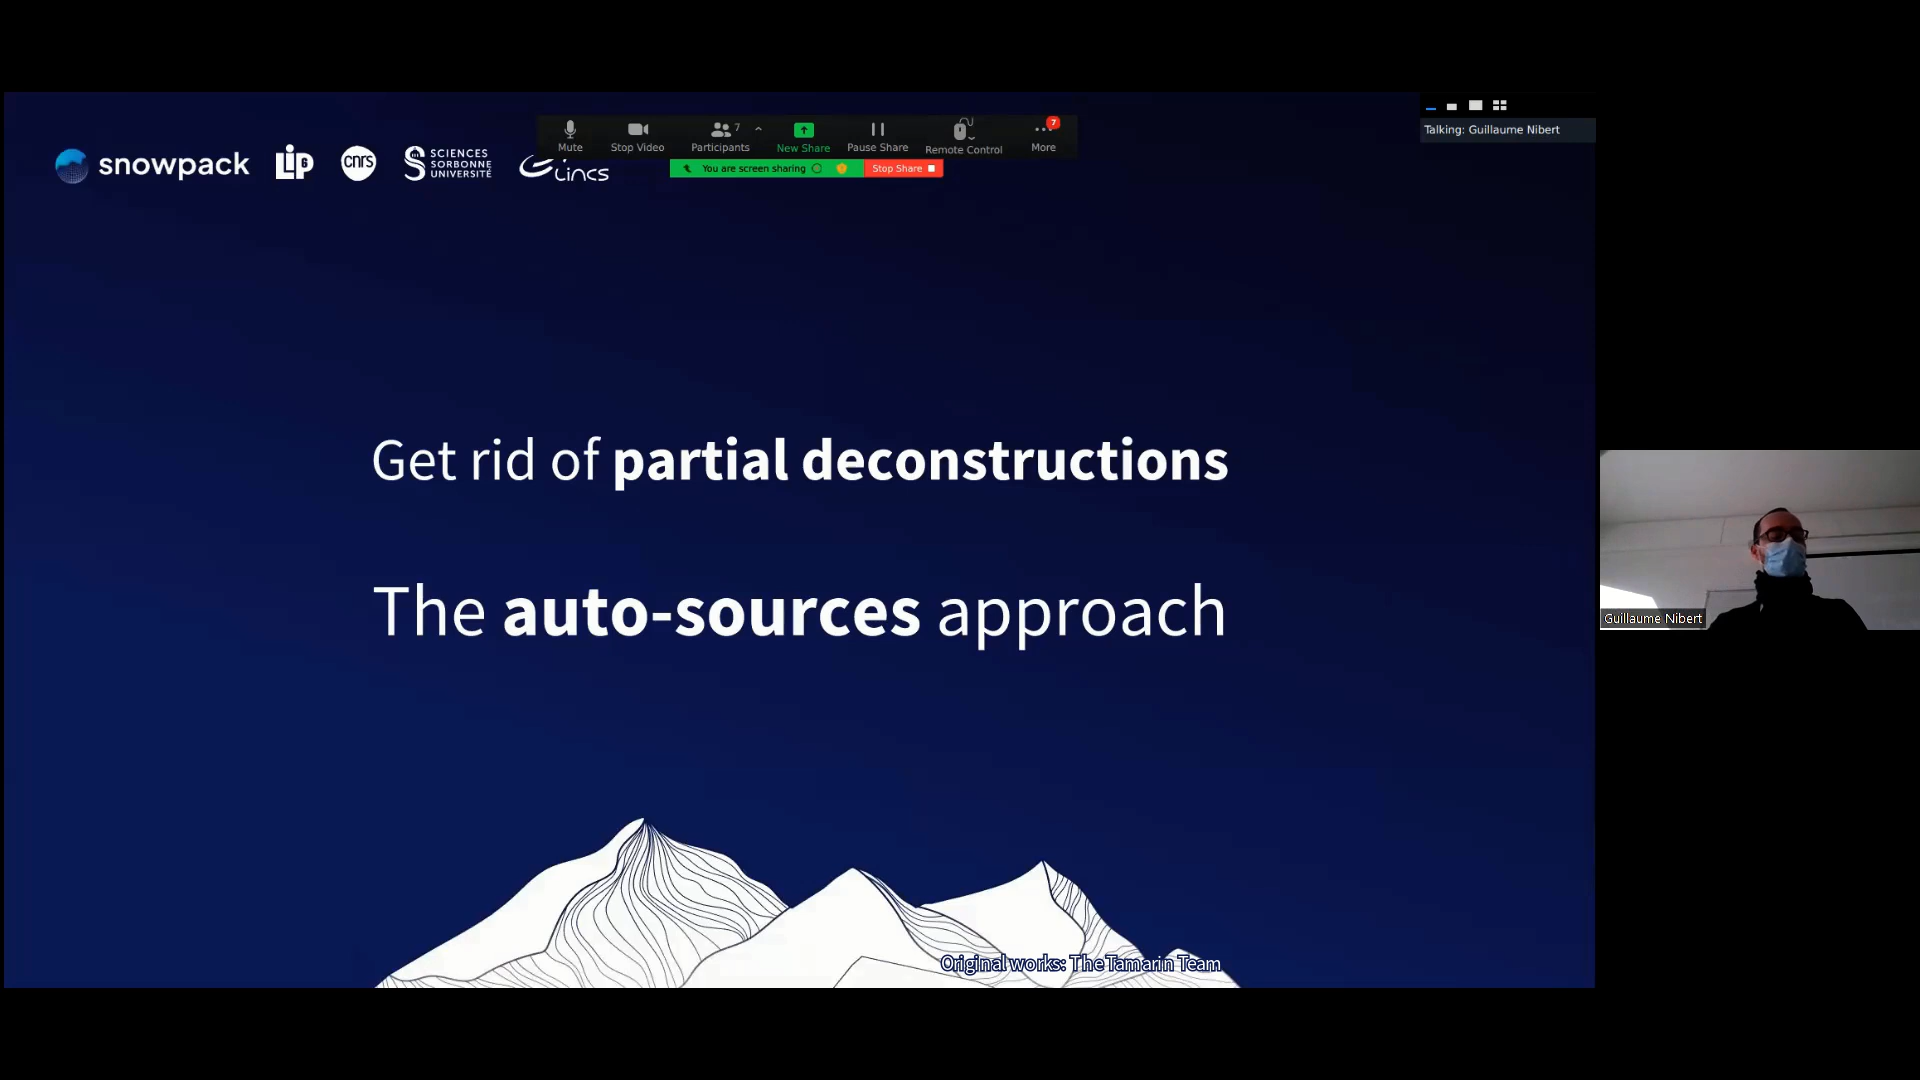 Mute
Stop Video
Participants
7
New Share
Pause Share
Remote Control
More
7
You are screen sharing
Stop Share
Talking: Guillaume Nibert
snowpack
LIP6
cnrs
SCIENCES
SORBONNE
UNIVERSITÉ
Lincs
Get rid of partial deconstructions
The auto-sources approach
Original works: The Tamarin Team
Guillaume Nibert